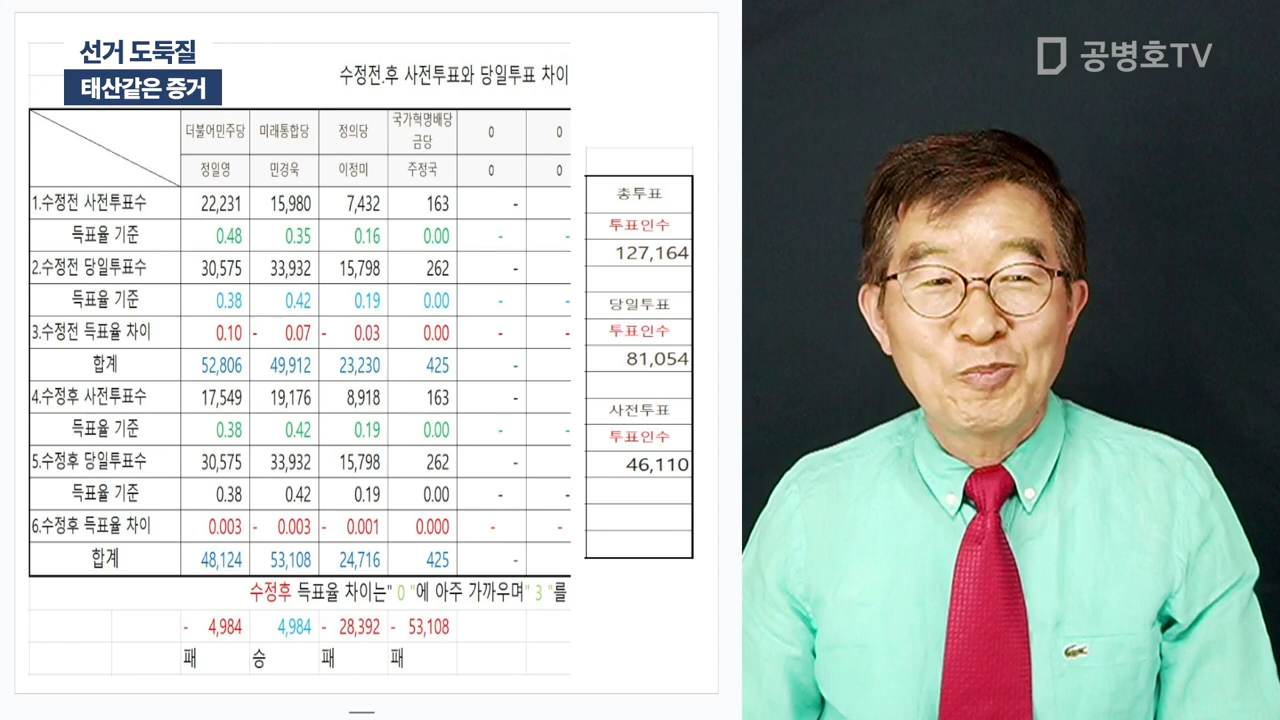 선거 도둑질
태산같은 증거
공병호TV
수정전.후 사전투표와 당일투표 차이
더불어민주당 미래통합당 정의당 국가혁명배당금당 0 0
정일영 민경욱 이정미 주정국 0 0
1.수정전 사전투표수 22,231 15,980 7,432 163 -
득표율 기준 0.48 0.35 0.16 0.00 - -
2.수정전 당일투표수 30,575 33,932 15,798 262 -
득표율 기준 0.38 0.42 0.19 0.00 - -
3.수정전 득표율 차이 0.10 - 0.07 - 0.03 0.00 - -
합계 52,806 49,912 23,230 425 -
4.수정후 사전투표수 17,549 19,176 8,918 163 -
득표율 기준 0.38 0.42 0.19 0.00 - -
5.수정후 당일투표수 30,575 33,932 15,798 262 -
득표율 기준 0.38 0.42 0.19 0.00 - -
6.수정후 득표율 차이 0.003 - 0.003 - 0.001 0.000 - -
합계 48,124 53,108 24,716 425 -
수정후 득표율 차이는" 0 "에 아주 가까우며" 3 "를
- 4,984 4,984 - 28,392 - 53,108
패 승 패 패
총투표
투표인수
127,164
당일투표
투표인수
81,054
사전투표
투표인수
46,110